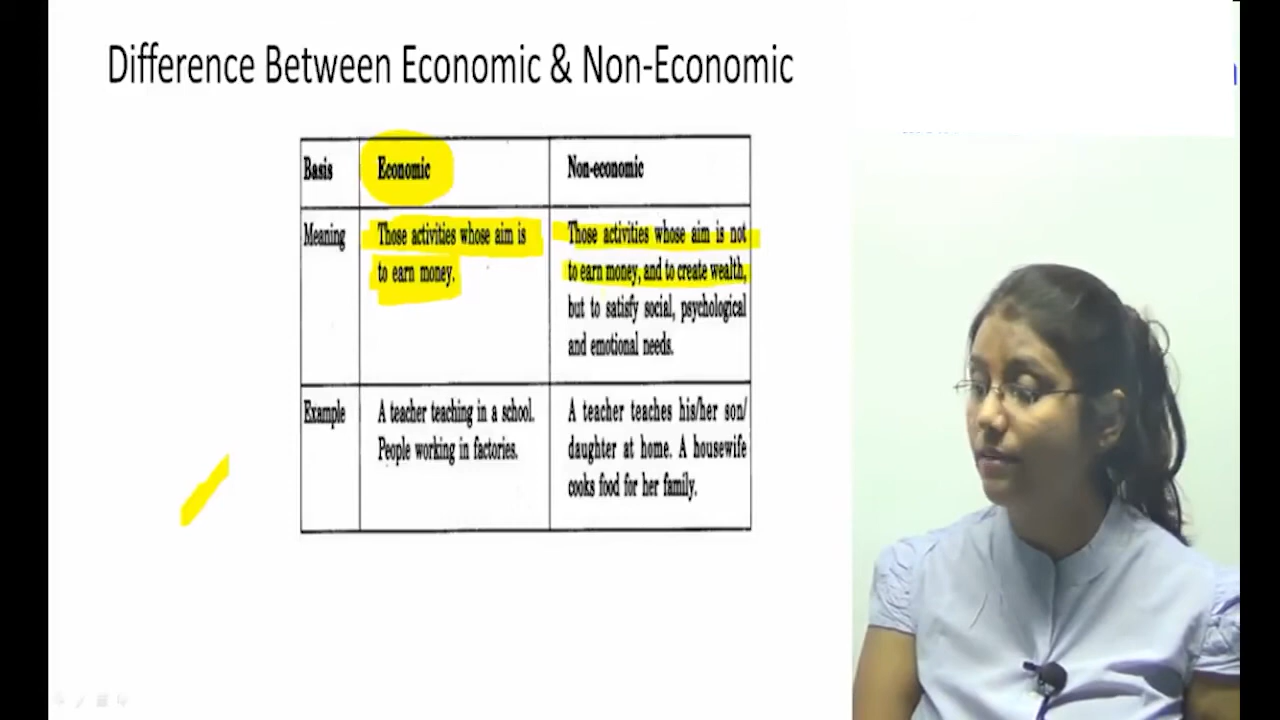 Difference Between Economic & Non-Economic
Basis
Economic
Non-economic
Meaning
Those activities whose aim is
to earn money.
Those activities whose aim is not
to earn money, and to create wealth,
but to satisfy social, psychological
and emotional needs.
Example
A teacher teaching in a school.
People working in factories.
A teacher teaches his/her son/
daughter at home. A housewife
cooks food for her family.